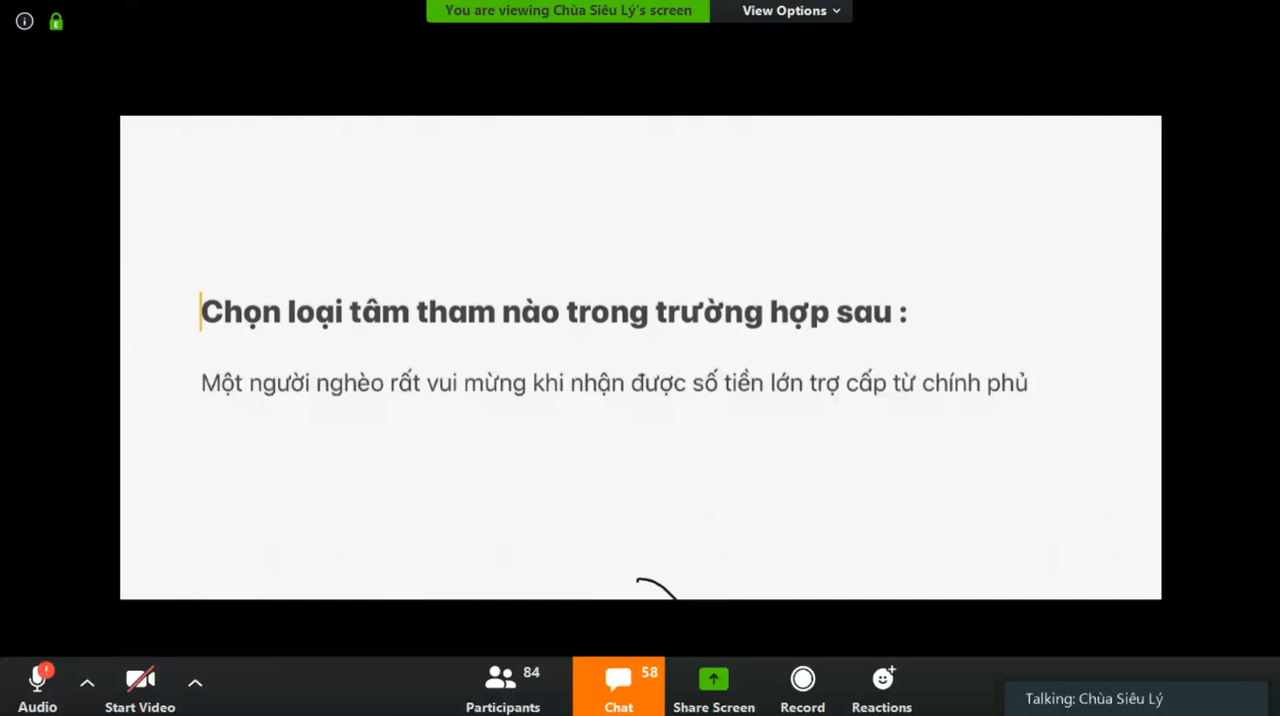 You are viewing Chùa Siêu Lý's screen
View Options
Chọn loại tâm tham nào trong trường hợp sau :
Một người nghèo rất vui mừng khi nhận được số tiền lớn trợ cấp từ chính phủ
84
58
Audio
Start Video
Participants
Chat
Share Screen
Record
Reactions
Talking: Chùa Siêu Lý